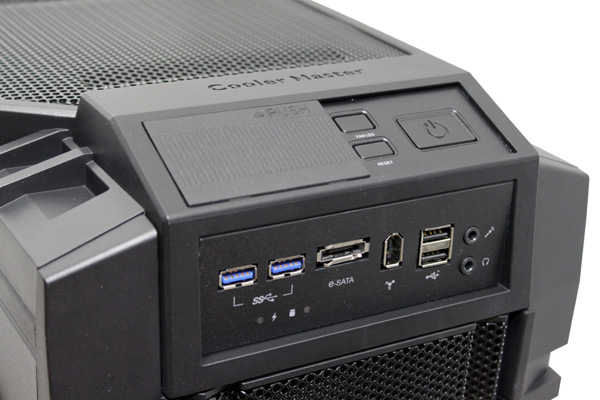 Cooler Master
PUSH
FAN LED
RESET
SS
e-SATA